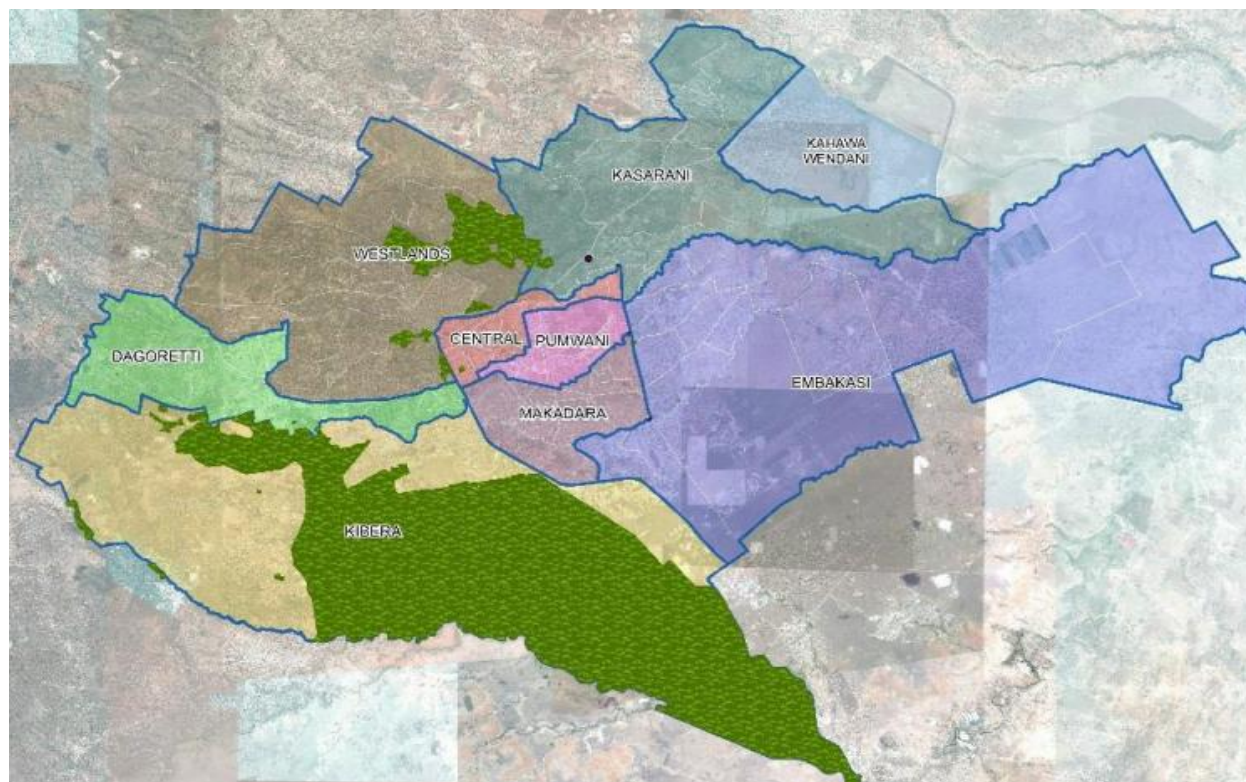 KAHAWA
WENDANI
KASARANI
WESTLANDS
CENTRAL
PUMWANI
DAGORETTI
EMBAKASI
MAKADARA
KIBERA